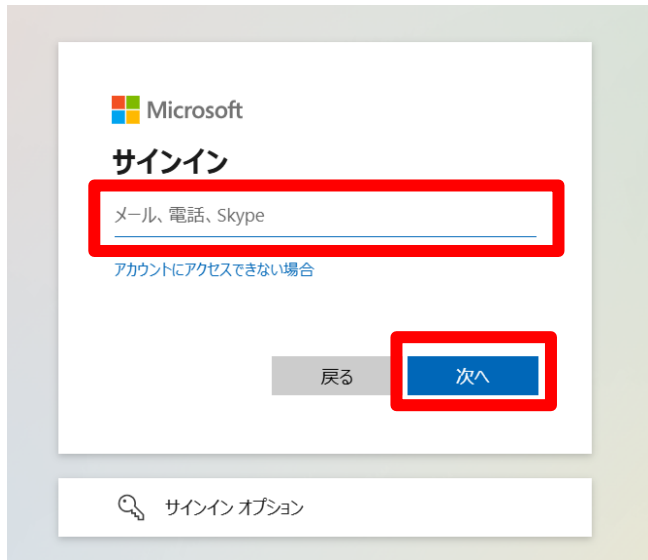 Microsoft
サインイン
メール、電話、Skype
アカウントにアクセスできない場合
戻る
次へ
サインイン オプション